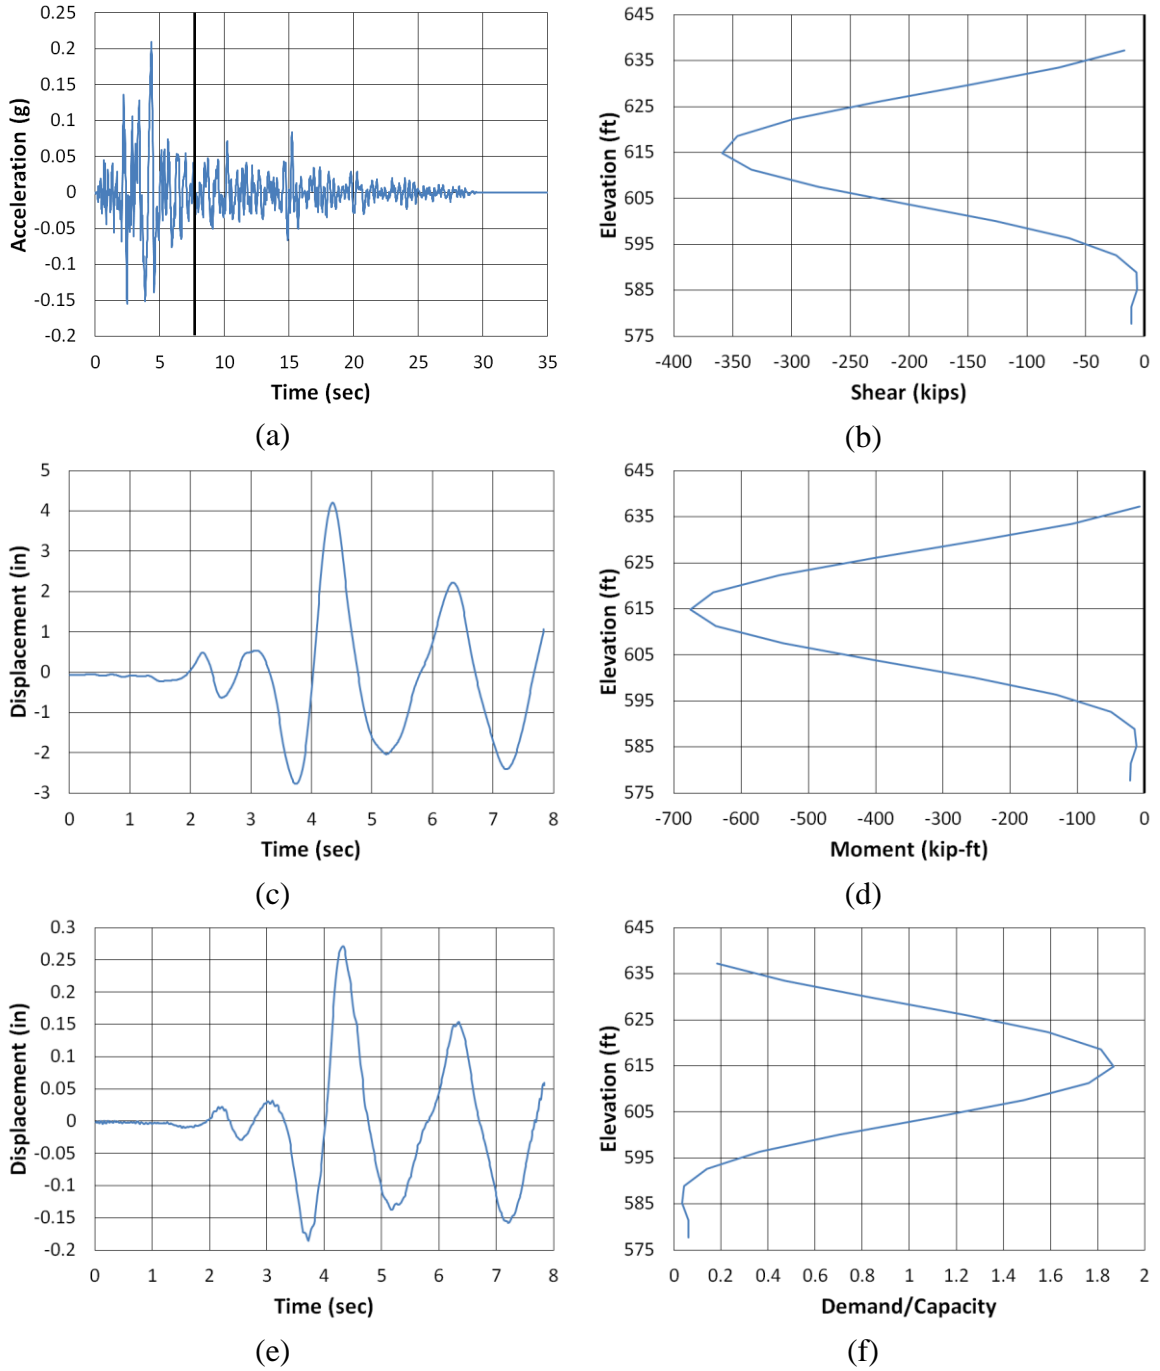 0.25
0.2
0.15
0.1
0.05
0
-0.05
-0.1
-0.15
-0.2
Acceleration (g)
0 5 10 15 20 25 30 35
Time (sec)
(a)
645
635
625
615
605
595
585
575
Elevation (ft)
-400 -350 -300 -250 -200 -150 -100 -50 0
Shear (kips)
(b)
5
4
3
2
1
0
-1
-2
-3
Displacement (in)
0 1 2 3 4 5 6 7 8
Time (sec)
(c)
645
635
625
615
605
595
585
575
Elevation (ft)
-700 -600 -500 -400 -300 -200 -100 0
Moment (kip-ft)
(d)
0.3
0.25
0.2
0.15
0.1
0.05
0
-0.05
-0.1
-0.15
-0.2
Displacement (in)
0 1 2 3 4 5 6 7 8
Time (sec)
(e)
645
635
625
615
605
595
585
575
Elevation (ft)
0 0.2 0.4 0.6 0.8 1 1.2 1.4 1.6 1.8 2
Demand/Capacity
(f)